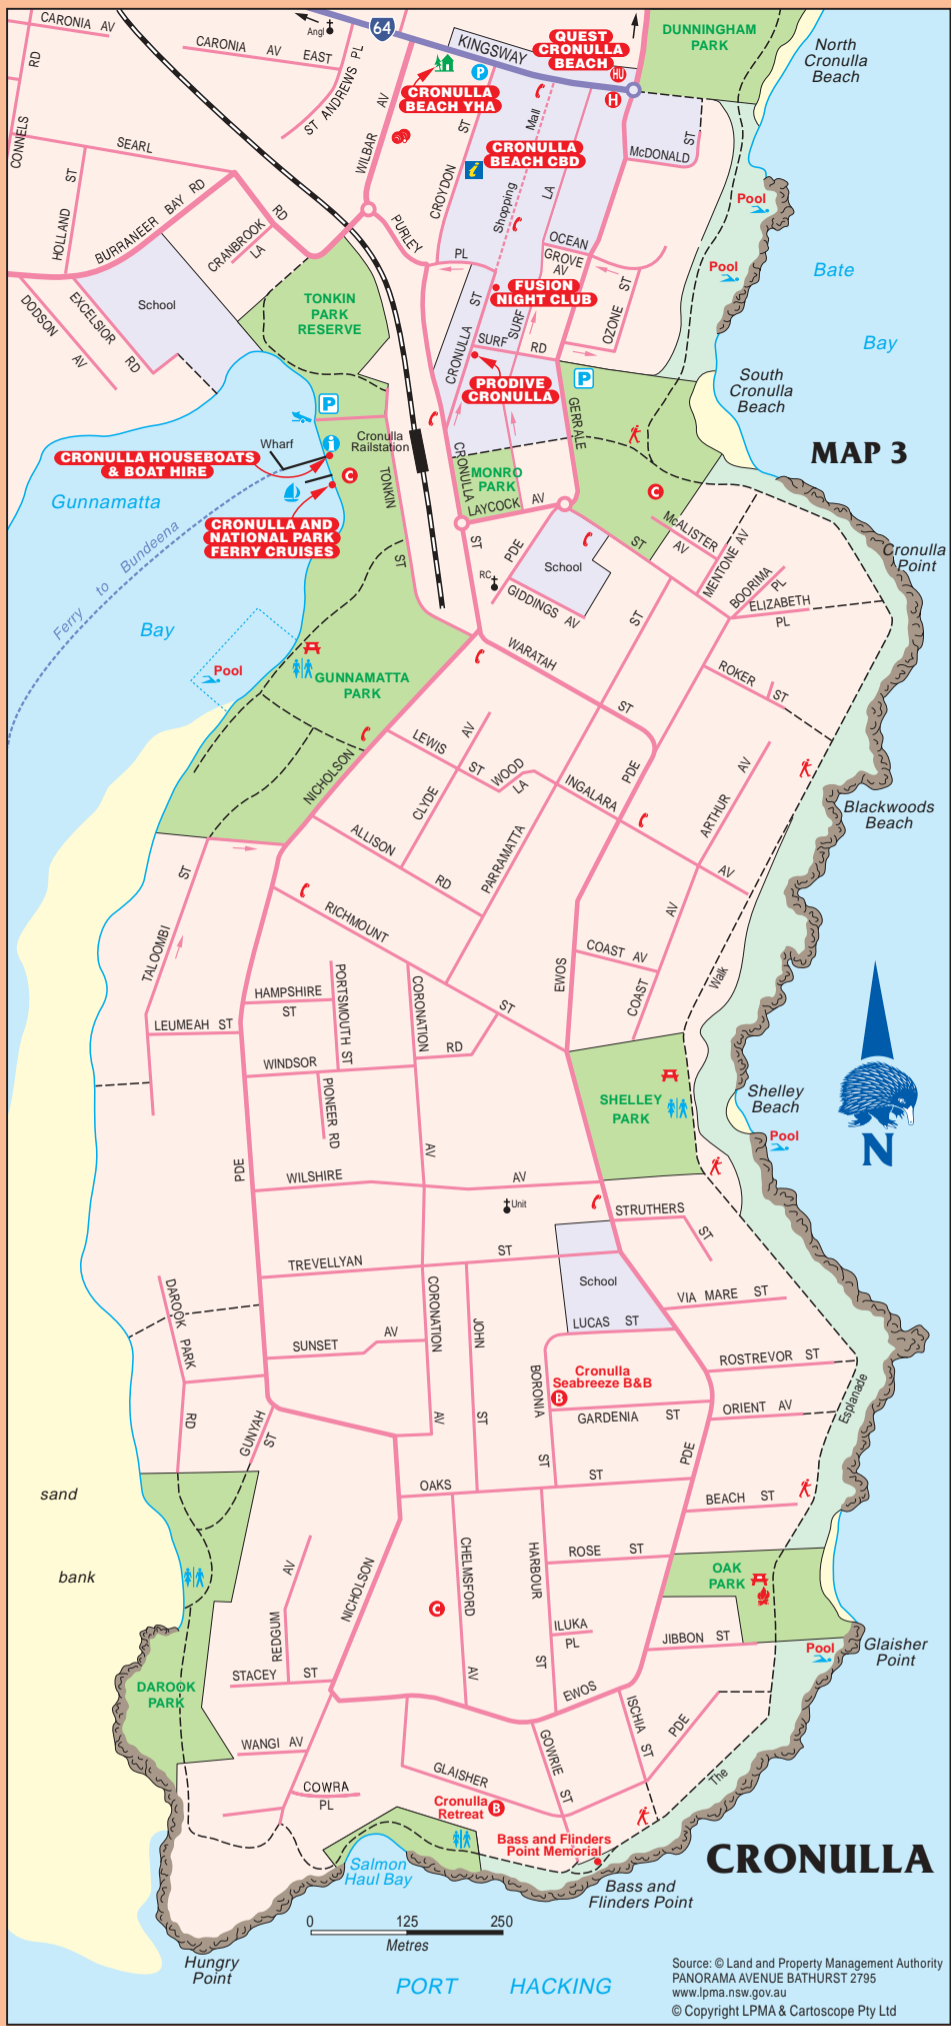 CARONIA AV
Angl
64
DUNNINGHAM
PARK
North
Cronulla
Beach
RD
CARONIA AV
EAST
ST ANDREWS PL
KINGSWAY
QUEST
CRONULLA
BEACH
HU
H
P
CRONULLA
BEACH YHA
CONNELS
SEARL
WILBAR AV
ST
Mall
McDONALD ST
CRONULLA
BEACH CBD
i
CROYDON
Shopping
LA
HOLLAND ST
BURRANEER BAY RD
RD
CRANBROOK
LA
PURLEY
PL
OCEAN
GROVE
AV
Pool
Pool
Bate
Bay
School
TONKIN
PARK
RESERVE
FUSION
NIGHT CLUB
ST
SURF
OZONE ST
DODSON AV
EXCELSIOR RD
CRONULLA
SURF RD
PRODIVE
CRONULLA
P
South
Cronulla
Beach
P
GERRALE
MAP 3
Wharf
i
Cronulla
Railstation
CRONULLA HOUSEBOATS
& BOAT HIRE
C
CRONULLA
MONRO
PARK
C
Gunnamatta
TONKIN
LAYCOCK AV
CRONULLA AND
NATIONAL PARK
FERRY CRUISES
Ferry to Bundeena
ST
ST
PDE
School
ST
McALISTER
AV
MENTONE AV
Cronulla
Point
RC
GIDDINGS AV
BOORIMA
PL
ELIZABETH
PL
Bay
ST
WARATAH
ST
Pool
GUNNAMATTA
PARK
ROKER ST
LEWIS
ST
AV
WOOD
LA
INGALARA
PDE
AV
NICHOLSON
CLYDE
ARTHUR
Blackwoods
Beach
ALLISON
RD
PARRAMATTA
AV
ST
RICHMOUNT
AV
TALOOMBI
COAST AV
EWOS
COAST
Walk
HAMPSHIRE
ST
PORTSMOUTH ST
CORONATION
ST
LEUMEAH ST
RD
WINDSOR
PIONEER RD
SHELLEY
PARK
Shelley
Beach
Pool
N
PDE
AV
WILSHIRE
AV
Unit
STRUTHERS
ST
TREVELLYAN
ST
School
DAROOK PARK
CORONATION
JOHN
VIA MARE ST
LUCAS ST
SUNSET AV
ROSTREVOR ST
BORONIA
Cronulla
Seabreeze B&B
B
ORIENT AV
Esplanade
RD
GUNYAH
ST
AV
ST
GARDENIA ST
PDE
sand
ST
OAKS
ST
BEACH ST
bank
AV
NICHOLSON
CHELMSFORD
HARBOUR
ROSE ST
OAK
PARK
C
REDGUM
ILUKA
PL
JIBBON ST
Pool
Glaisher
Point
STACEY ST
AV
ST
DAROOK
PARK
EWOS
ISCHIA ST
PDE
WANGI AV
GOWRIE ST
GLAISHER
The
COWRA
PL
Cronulla
Retreat
B
Bass and Flinders
Point Memorial
CRONULLA
Salmon
Haul Bay
Bass and
Flinders Point
0 125 250
Metres
Hungry
Point
PORT HACKING
Source: © Land and Property Management Authority
PANORAMA AVENUE BATHURST 2795
www.lpma.nsw.gov.au
© Copyright LPMA & Cartoscope Pty Ltd